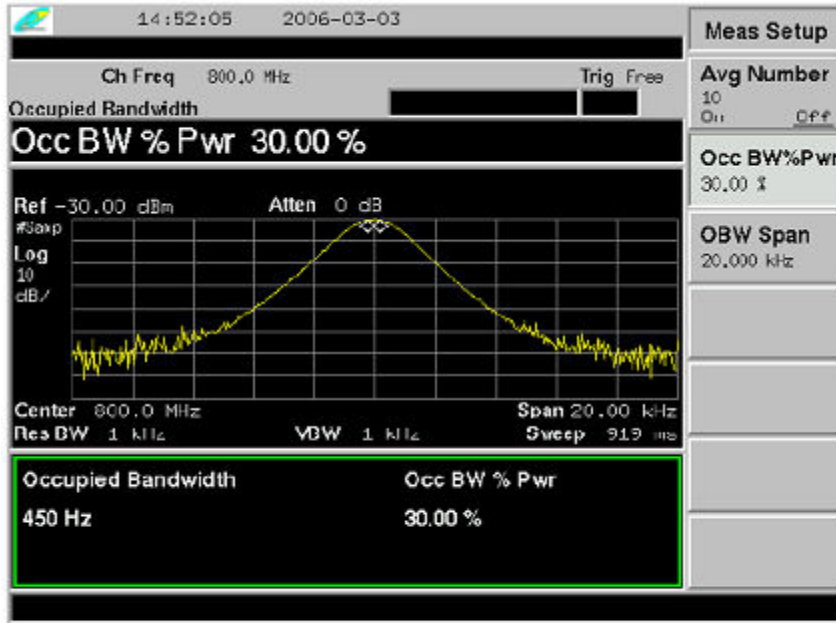 14:52:05 2006-03-03
Meas Setup
Ch Freq 800.0 MHz Trig Free
Occupied Bandwidth
Avg Number
10
On Off
Occ BW % Pwr 30.00 %
Occ BW%Pwr
30.00 %
Ref -30.00 dBm Atten 0 dB
#Samp
Log
10
dB/
OBW Span
20.000 kHz
Center 800.0 MHz Span 20.00 kHz
Res BW 1 kHz VBW 1 kHz Sweep 919 ms
Occupied Bandwidth Occ BW % Pwr
450 Hz 30.00 %